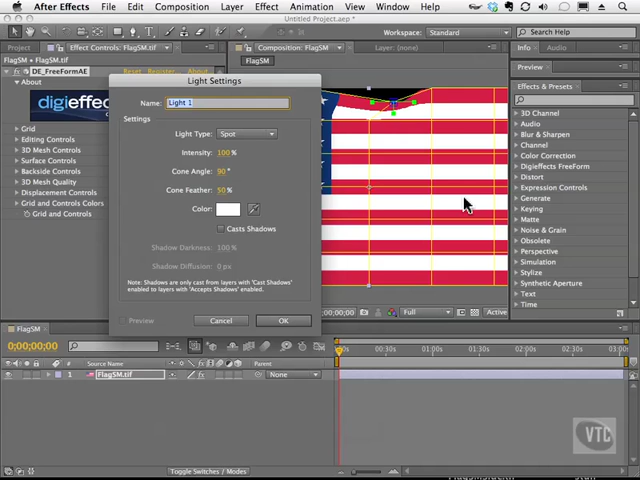 After Effects File Edit Composition Layer Effect Animation View Window Help
Untitled Project.aep *
Workspace: Standard Search Help
Project Effect Controls: FlagSM.tif Composition: FlagSM Layer: (none) Info Audio
FlagSM • FlagSM.tif FlagSM
DE_FreeFormAE Reset Register... Preview
About
digieffec
Grid
Editing Controls
3D Mesh Controls
Surface Controls
Backside Controls
3D Mesh Quality
Displacement Controls
Grid and Controls Colors
Grid and Controls
Light Settings
Name: Light 1
Settings
Light Type: Spot
Intensity: 100 %
Cone Angle: 90 °
Cone Feather: 50 %
Color:
Casts Shadows
Shadow Darkness: 100 %
Shadow Diffusion: 0 px
Note: Shadows are only cast from layers with 'Cast Shadows'
enabled to layers with 'Accepts Shadows' enabled.
Preview Cancel OK
Effects & Presets
3D Channel
Audio
Blur & Sharpen
Channel
Color Correction
Digieffects FreeForm
Distort
Expression Controls
Generate
Keying
Matte
Noise & Grain
Obsolete
Perspective
Simulation
Stylize
Synthetic Aperture
Text
Time
00;00 Full Active
FlagSM
0;00;00;00
00s 00:30s 01:00s 01:30s 02:00s 02:30s 03:00s
# Source Name Parent
1 FlagSM.tif None
VTC
Toggle Switches / Modes